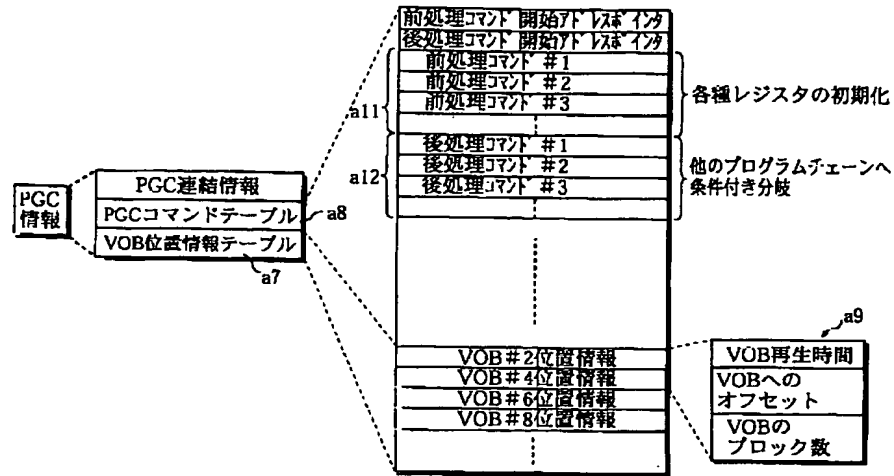 前処理コマンド開始アドレスポインタ
後処理コマンド開始アドレスポインタ
前処理コマンド#1
前処理コマンド#2
前処理コマンド#3
a11
各種レジスタの初期化
後処理コマンド#1
後処理コマンド#2
後処理コマンド#3
a12
他のプログラムチェーンへ
条件付き分岐
PGC
情報
PGC連結情報
PGCコマンドテーブル
a8
VOB位置情報テーブル
a7
VOB#2位置情報
VOB#4位置情報
VOB#6位置情報
VOB#8位置情報
a9
VOB再生時間
VOBへの
オフセット
VOBの
ブロック数